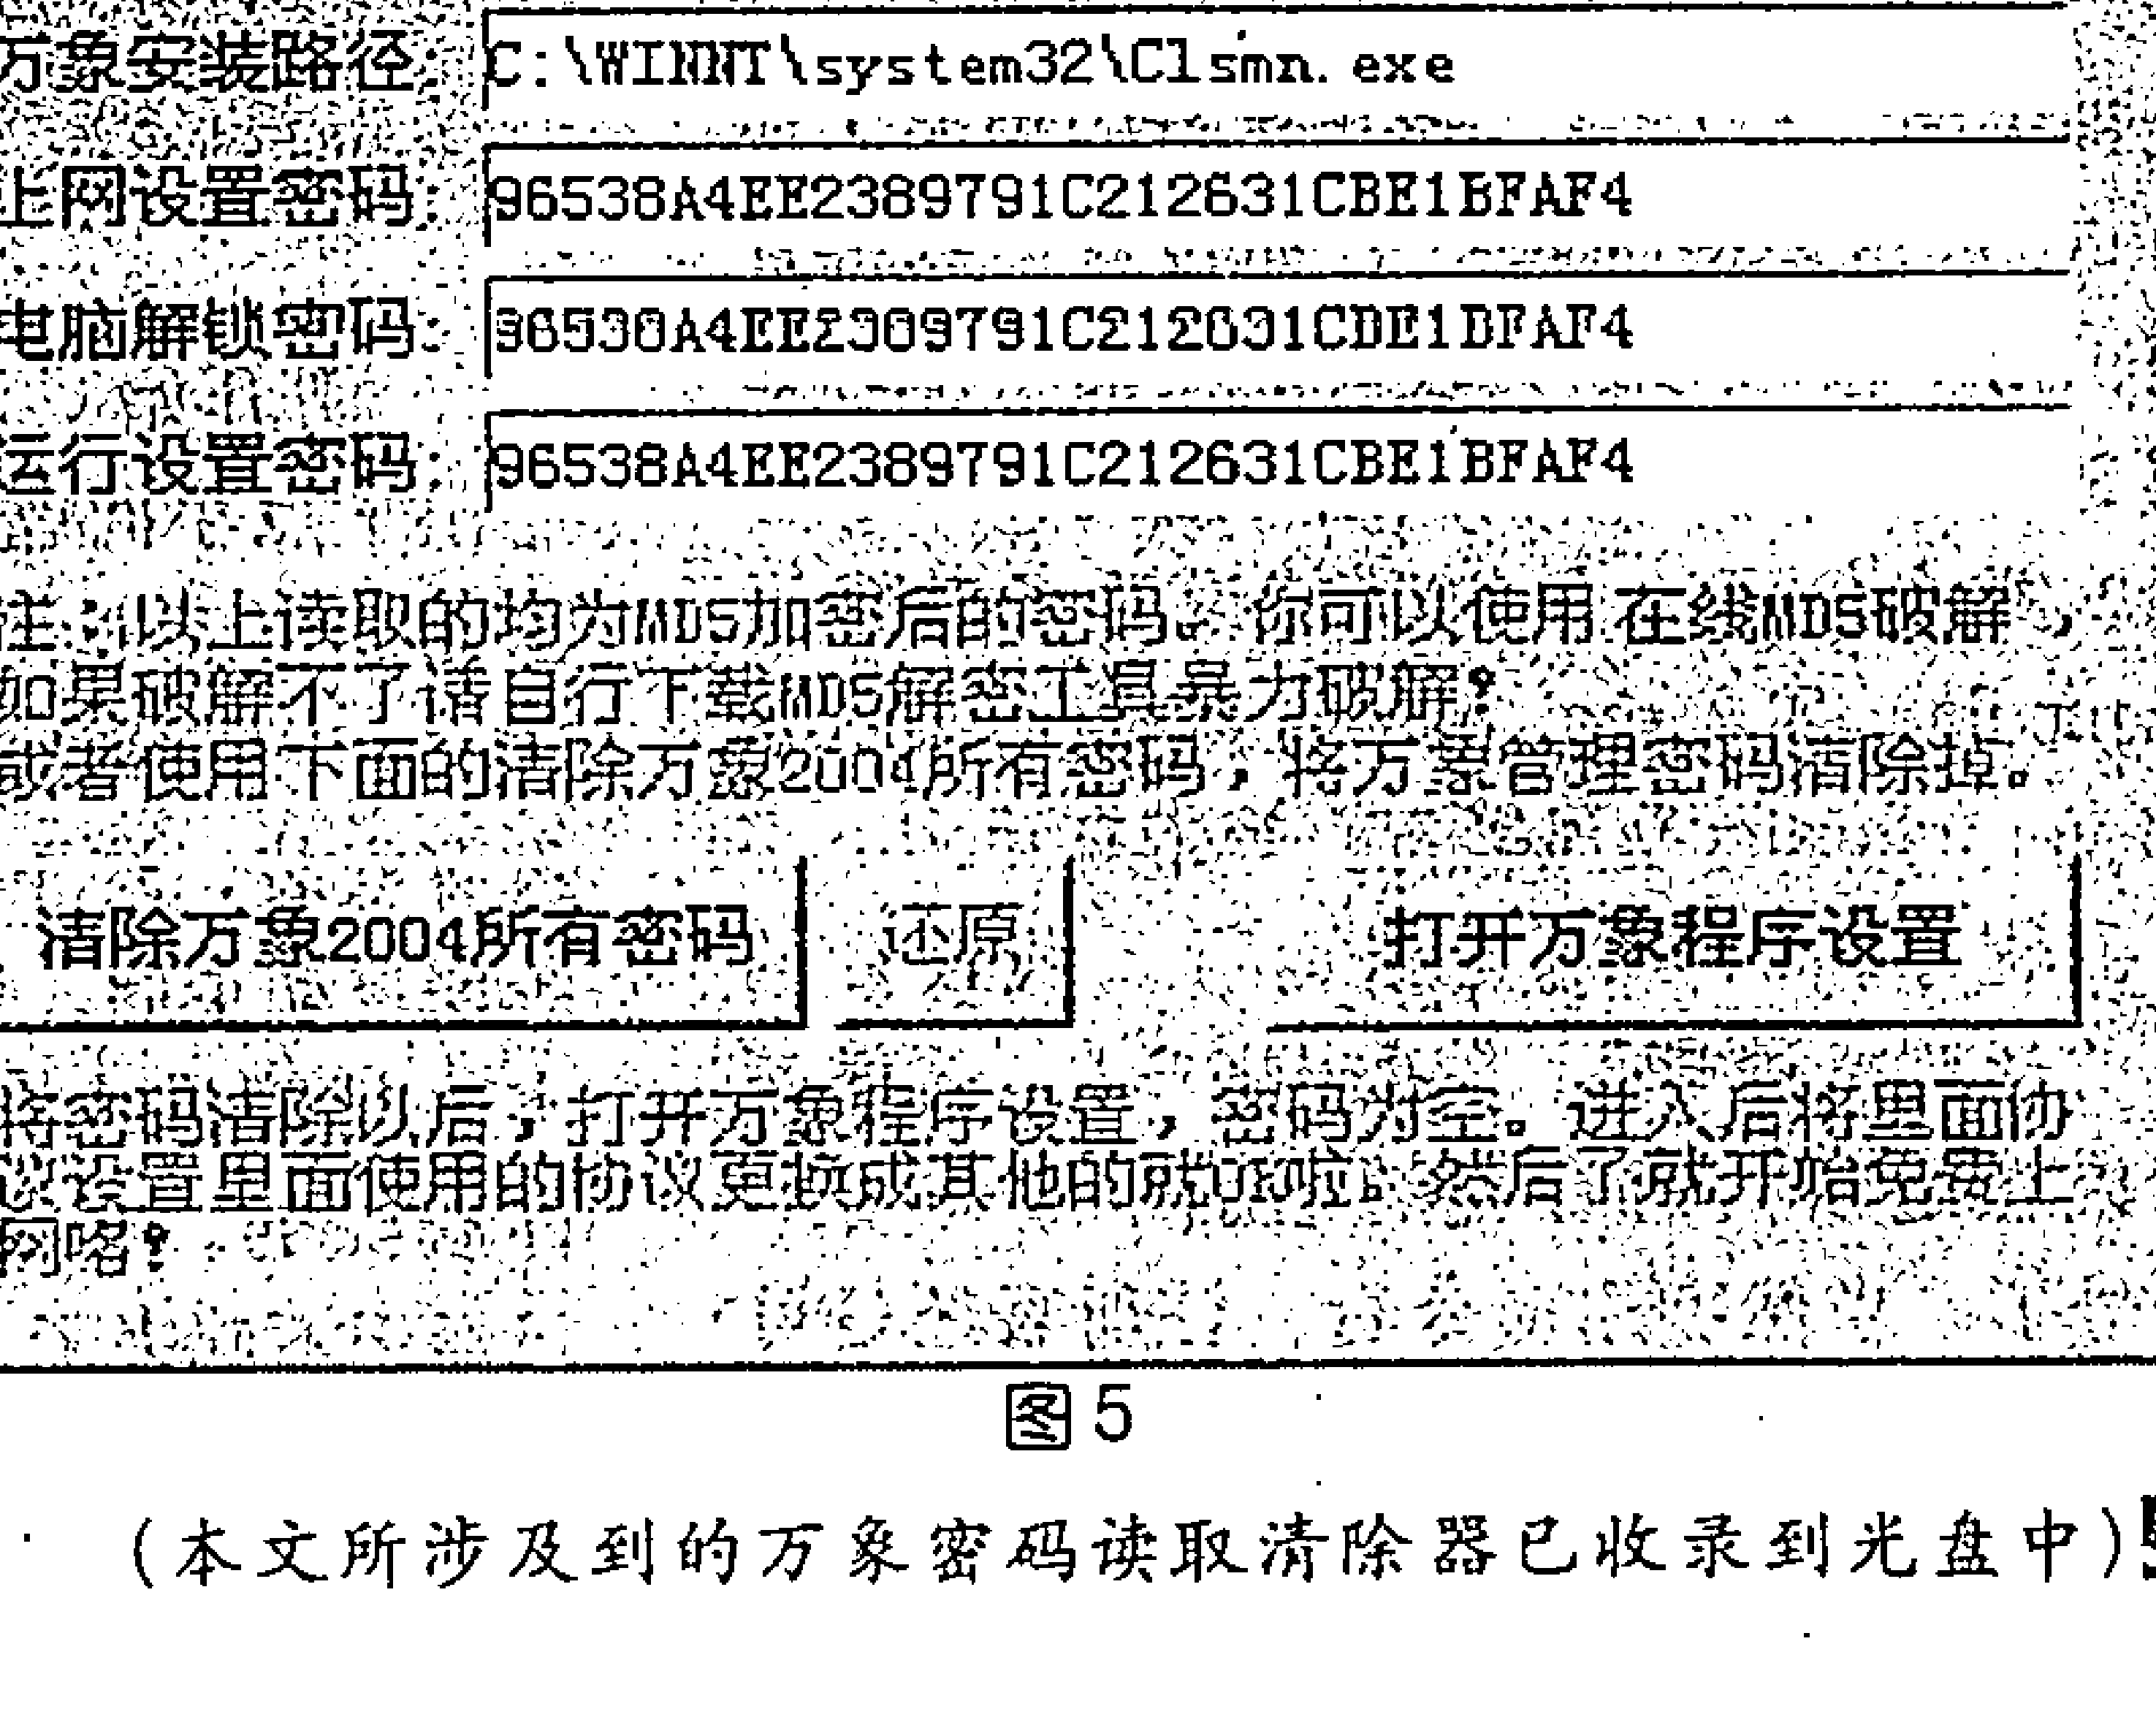 万象安装路径: C:\WINNT\system32\Clsmn.exe
上网设置密码: 96538A4EE2389791C212631CBE1BFAF4
电脑解锁密码: 96538A4EE2389791C212631CBE1BFAF4
运行设置密码: 96538A4EE2389791C212631CBE1BFAF4
注:以上读取的均为MD5加密后的密码。你可以使用 在线MD5破解,
如果破解不了请自行下载MD5解密工具暴力破解!
或者使用下面的清除万象2004所有密码,将万象管理密码清除掉。
清除万象2004所有密码 还原 打开万象程序设置
将密码清除以后,打开万象程序设置,密码为空。进入后将里面协
议设置里面使用的协议更换成其他的就OK啦。然后了就开始免费上
网咯!
图5
(本文所涉及到的万象密码读取清除器已收录到光盘中)